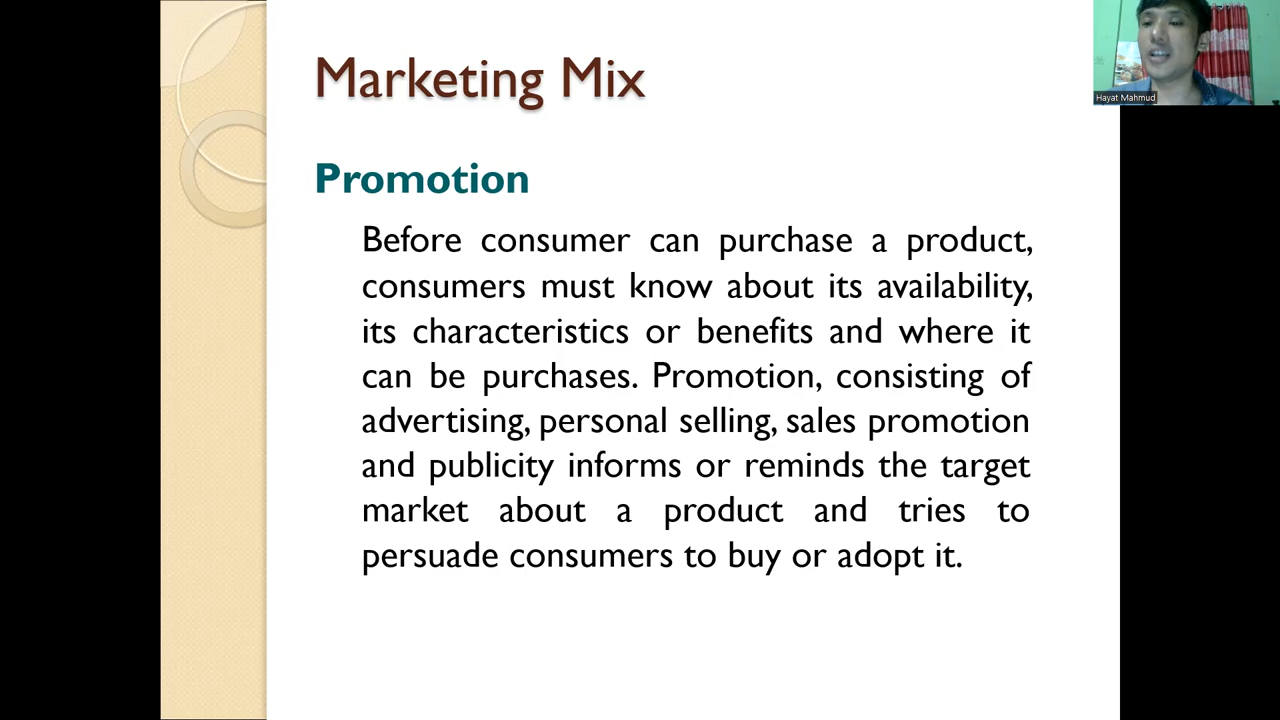 Marketing Mix
Hayat Mahmud
Promotion
Before consumer can purchase a product,
consumers must know about its availability,
its characteristics or benefits and where it
can be purchases. Promotion, consisting of
advertising, personal selling, sales promotion
and publicity informs or reminds the target
market about a product and tries to
persuade consumers to buy or adopt it.